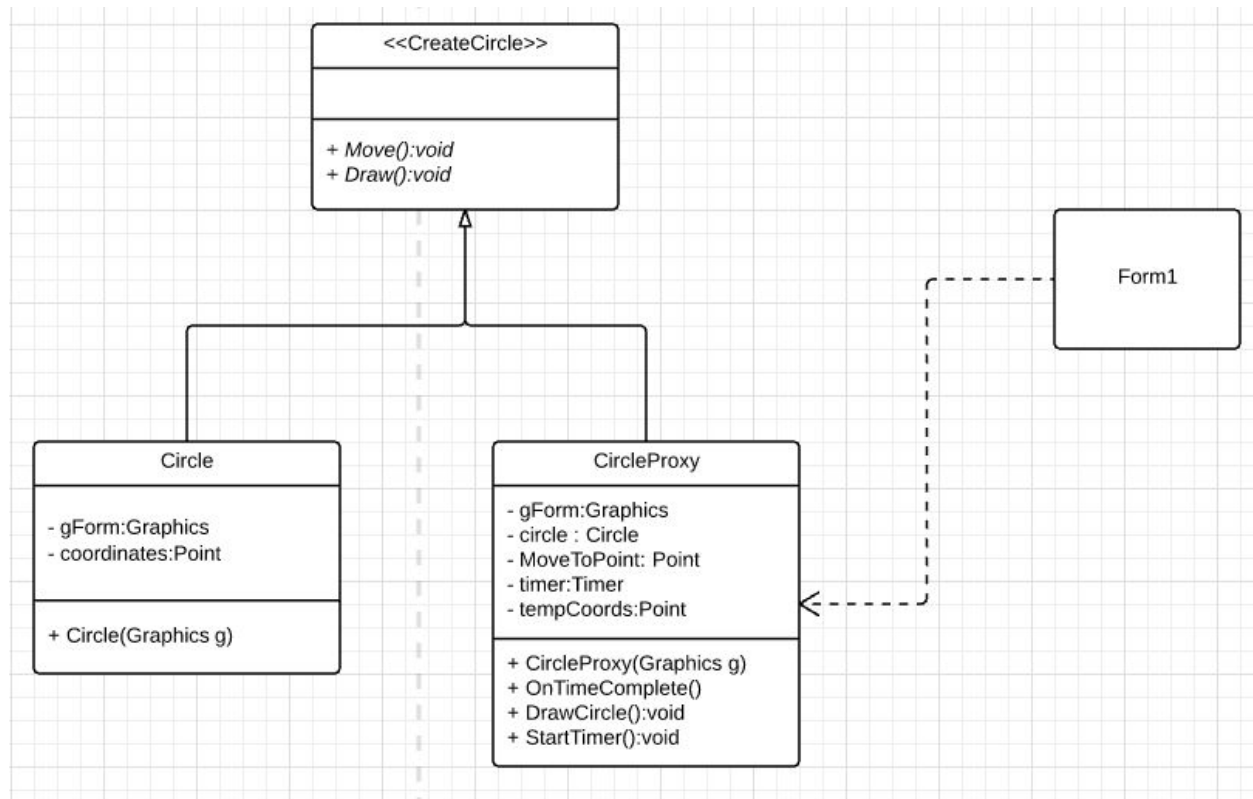 <<CreateCircle>>
+ Move():void
+ Draw():void
Form1
Circle
- gForm:Graphics
- coordinates:Point
+ Circle(Graphics g)
CircleProxy
- gForm:Graphics
- circle : Circle
- MoveToPoint: Point
- timer:Timer
- tempCoords:Point
+ CircleProxy(Graphics g)
+ OnTimeComplete()
+ DrawCircle():void
+ StartTimer():void